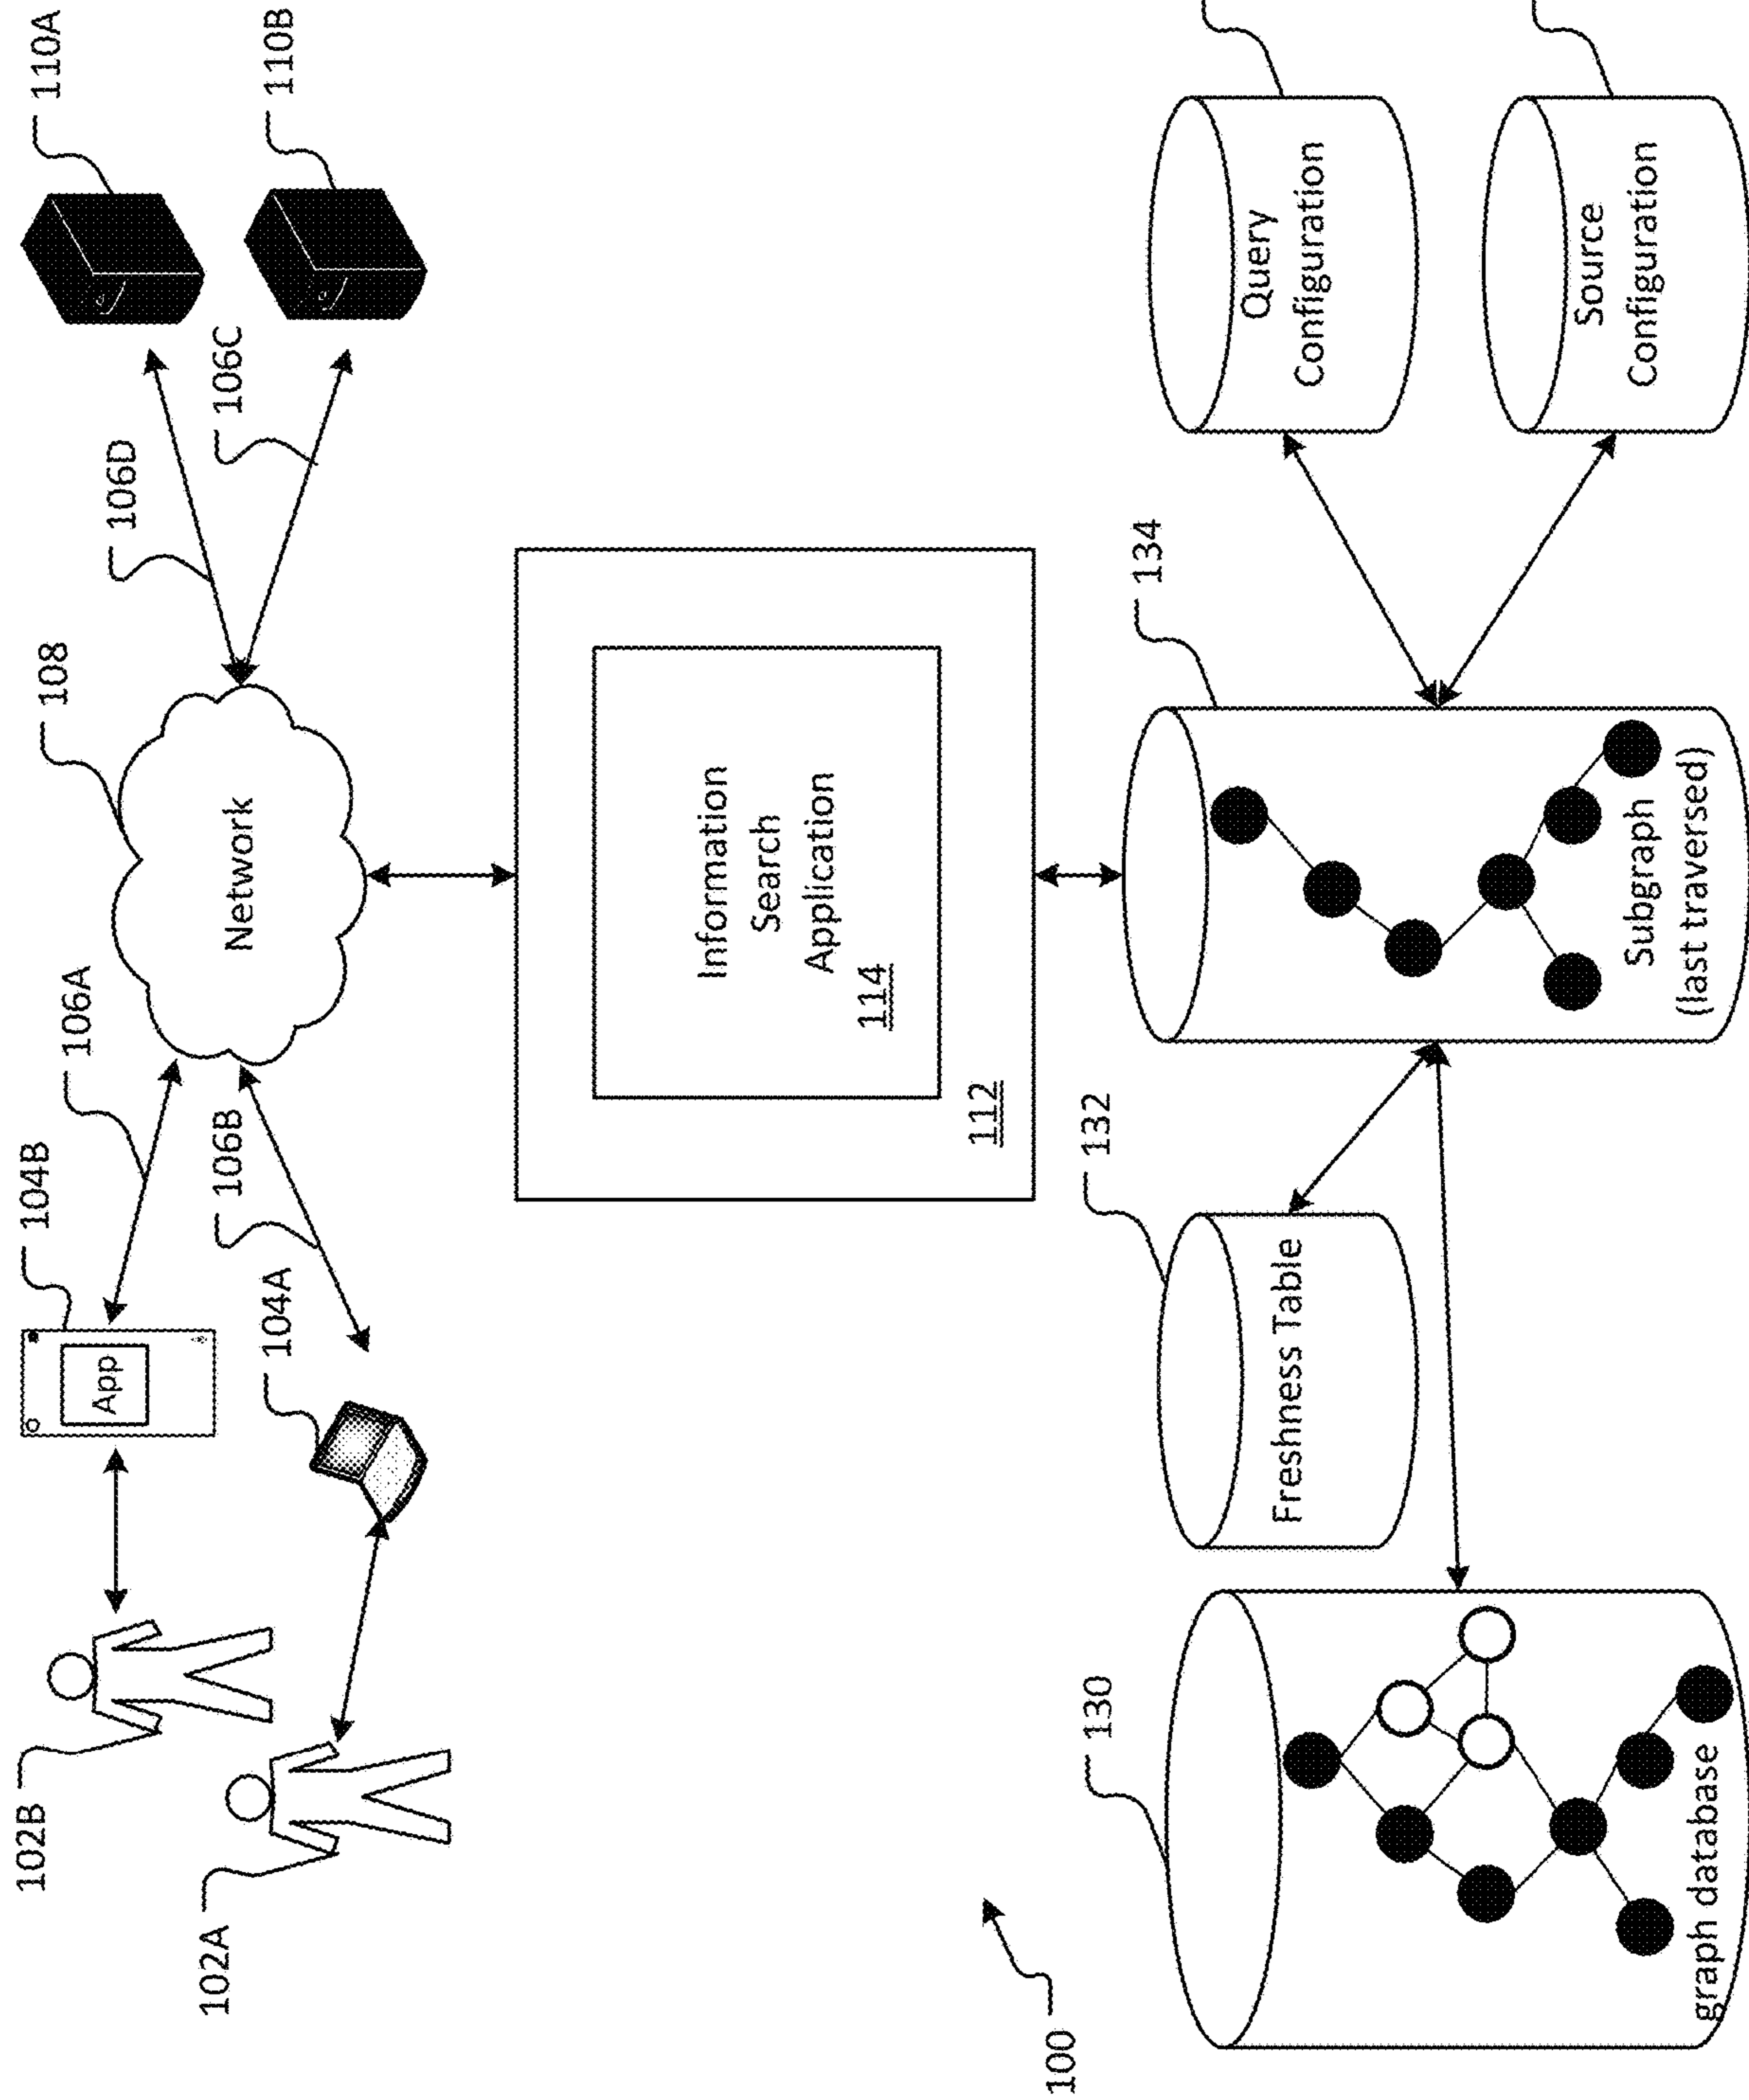 102B
102A
104B
App
104A
106A
106B
108
Network
106D
106C
110A
110B
Information
Search
Application
114
112
100
130
graph database
132
Freshness Table
134
Subgraph
(last traversed)
Query
Configuration
Source
Configuration